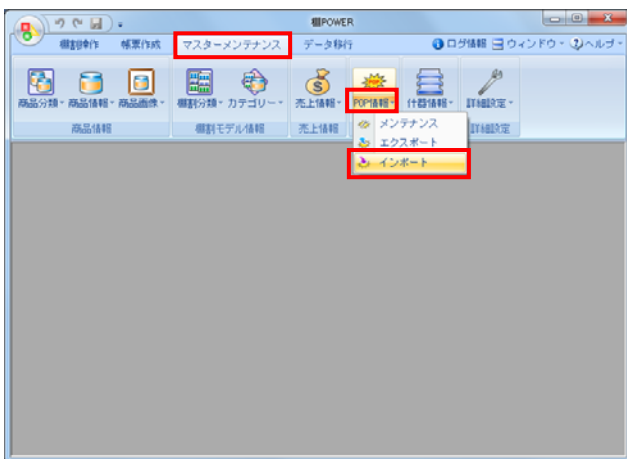 棚POWER
棚割操作 帳票作成 マスターメンテナンス データ移行 ログ情報 ウィンドウ ヘルプ
商品分類 商品情報 商品画像 棚割分類 カテゴリー 売上情報 POP情報 什器情報 詳細設定
商品情報 棚割モデル情報 売上情報 詳細設定
メンテナンス
エクスポート
インポート